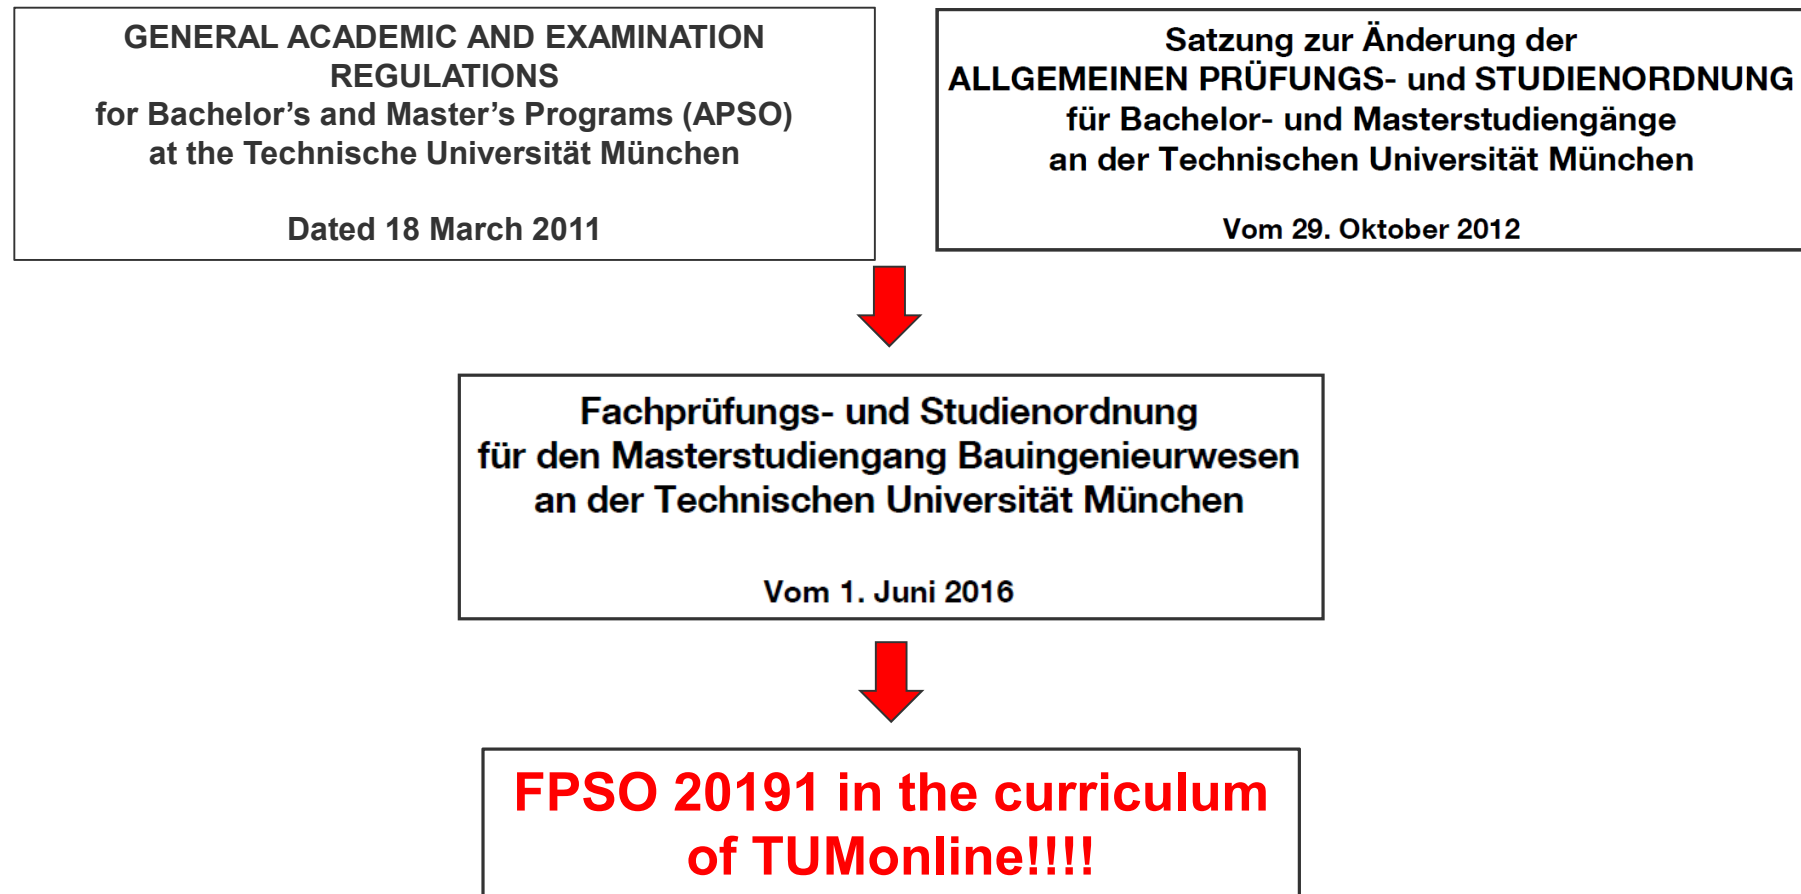 GENERAL ACADEMIC AND EXAMINATION
REGULATIONS
for Bachelor’s and Master’s Programs (APSO)
at the Technische Universität München
Dated 18 March 2011
Satzung zur Änderung der
ALLGEMEINEN PRÜFUNGS- und STUDIENORDNUNG
für Bachelor- und Masterstudiengänge
an der Technischen Universität München
Vom 29. Oktober 2012
Fachprüfungs- und Studienordnung
für den Masterstudiengang Bauingenieurwesen
an der Technischen Universität München
Vom 1. Juni 2016
FPSO 20191 in the curriculum
of TUMonline!!!!